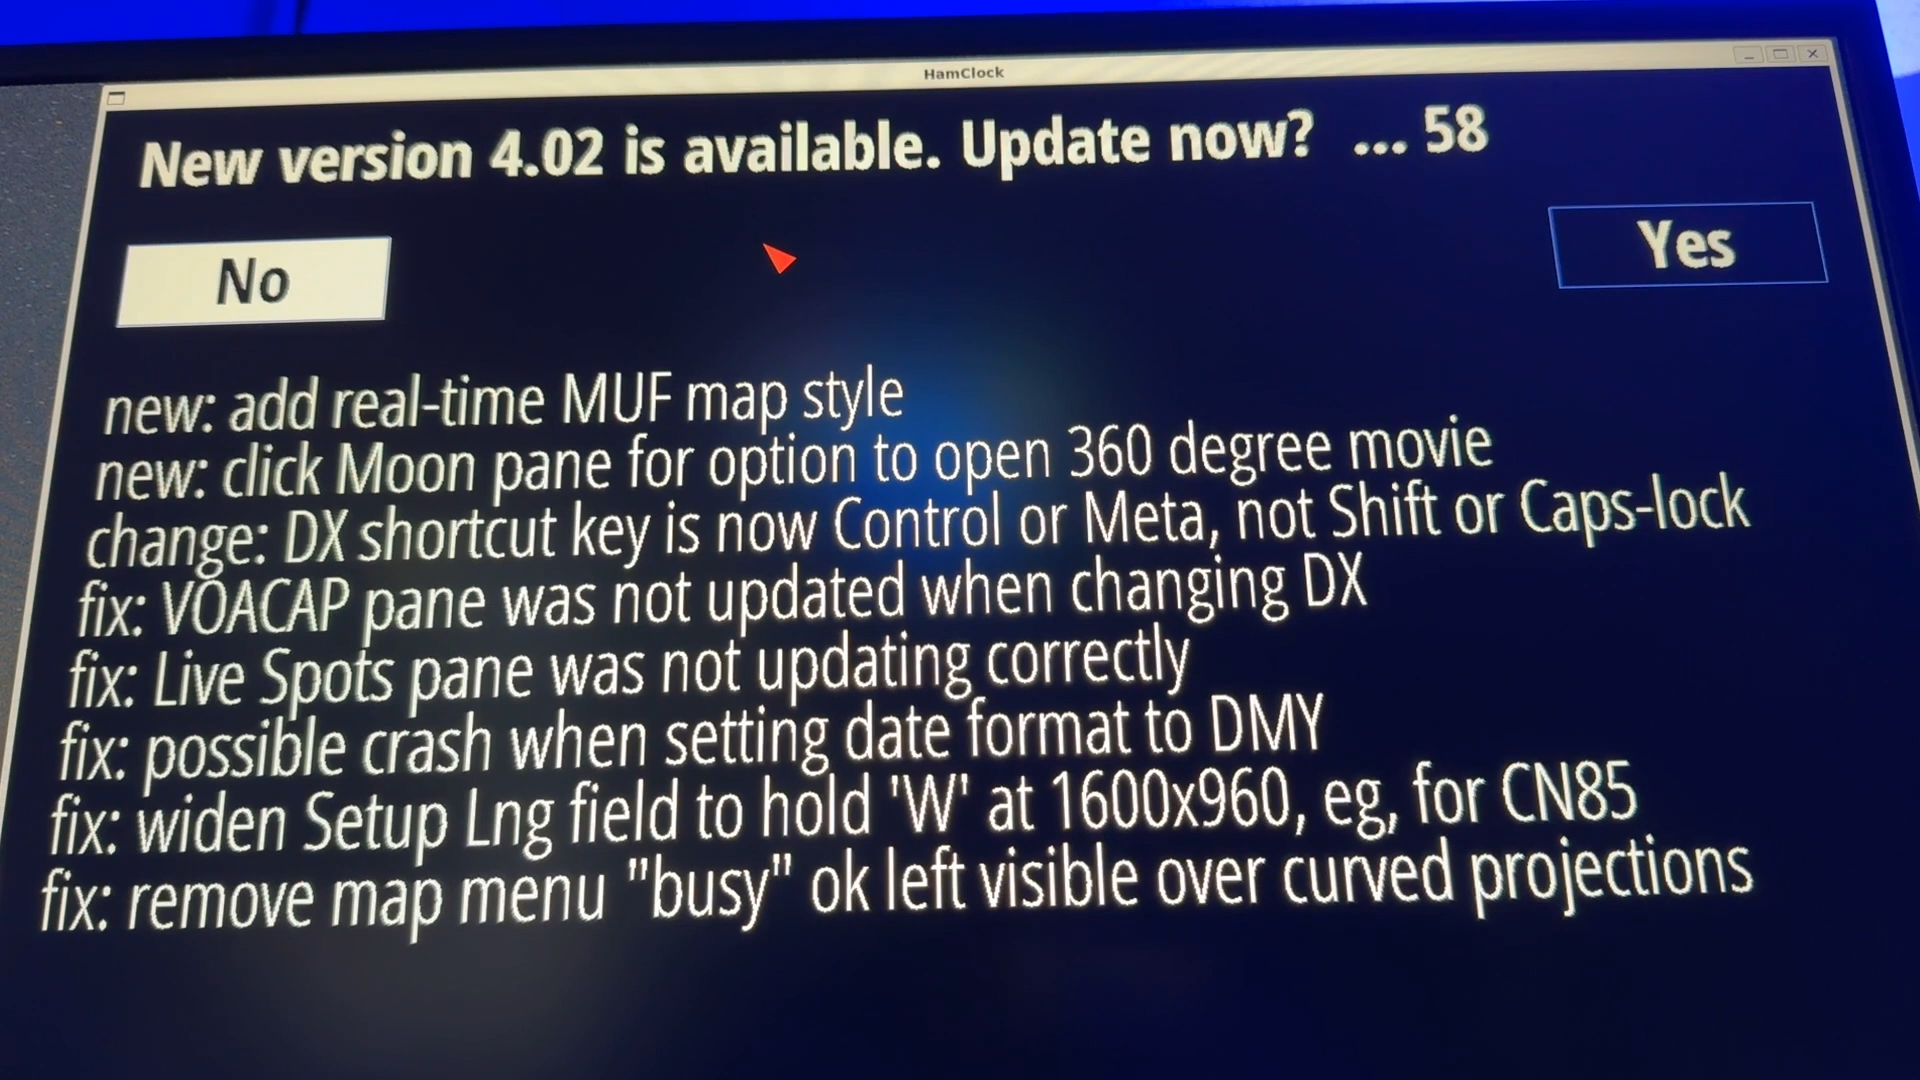 HamClock
New version 4.02 is available. Update now? ... 58
No
Yes
new: add real-time MUF map style
new: click Moon pane for option to open 360 degree movie
change: DX shortcut key is now Control or Meta, not Shift or Caps-lock
fix: VOACAP pane was not updated when changing DX
fix: Live Spots pane was not updating correctly
fix: possible crash when setting date format to DMY
fix: widen Setup Lng field to hold 'W' at 1600x960, eg, for CN85
fix: remove map menu "busy" ok left visible over curved projections